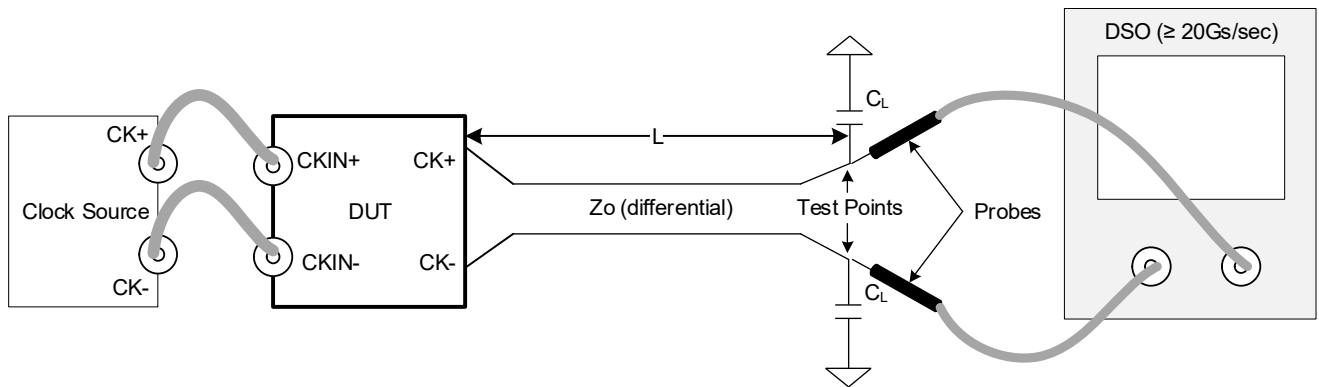 DSO (≥ 20Gs/sec)
CL
CK+
L
CKIN+
CK+
Clock Source
DUT
Zo (differential)
Test Points
Probes
CKIN-
CK-
CK-
CL